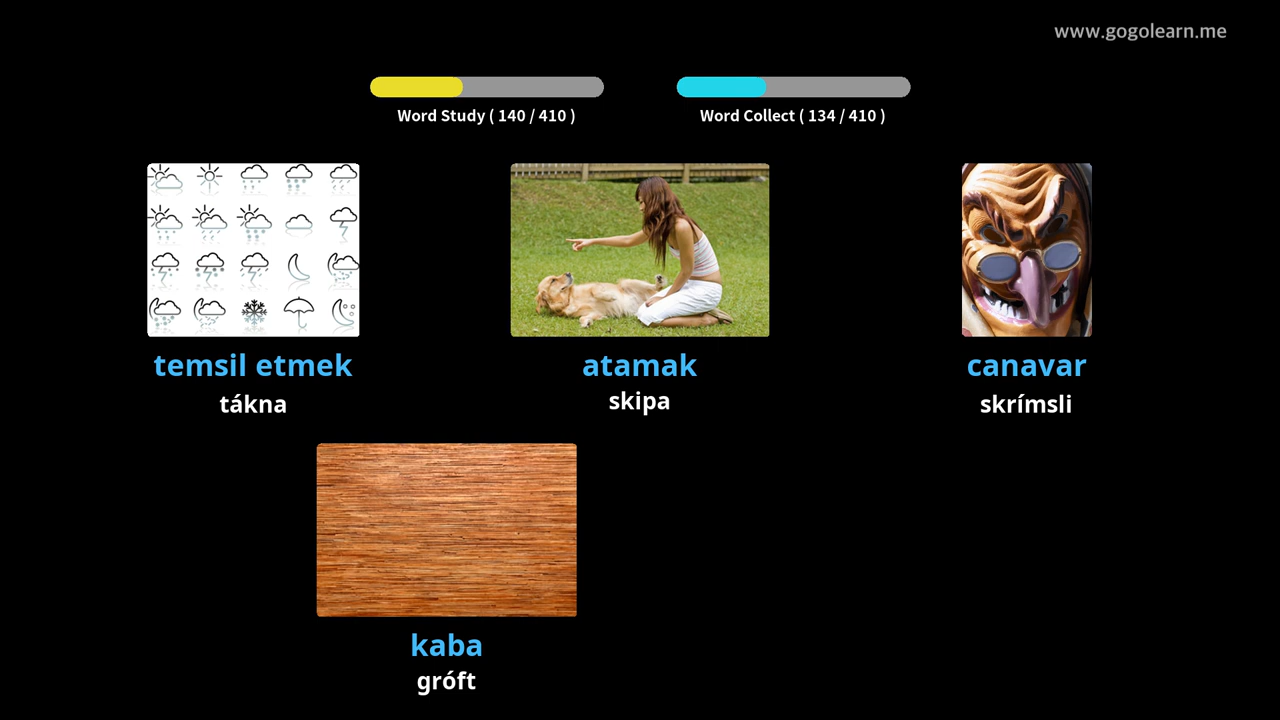 www.gogolearn.me
Word Study ( 140 / 410 )
Word Collect ( 134 / 410 )
temsil etmek
tákna
atamak
skipa
canavar
skrímsli
kaba
gróft